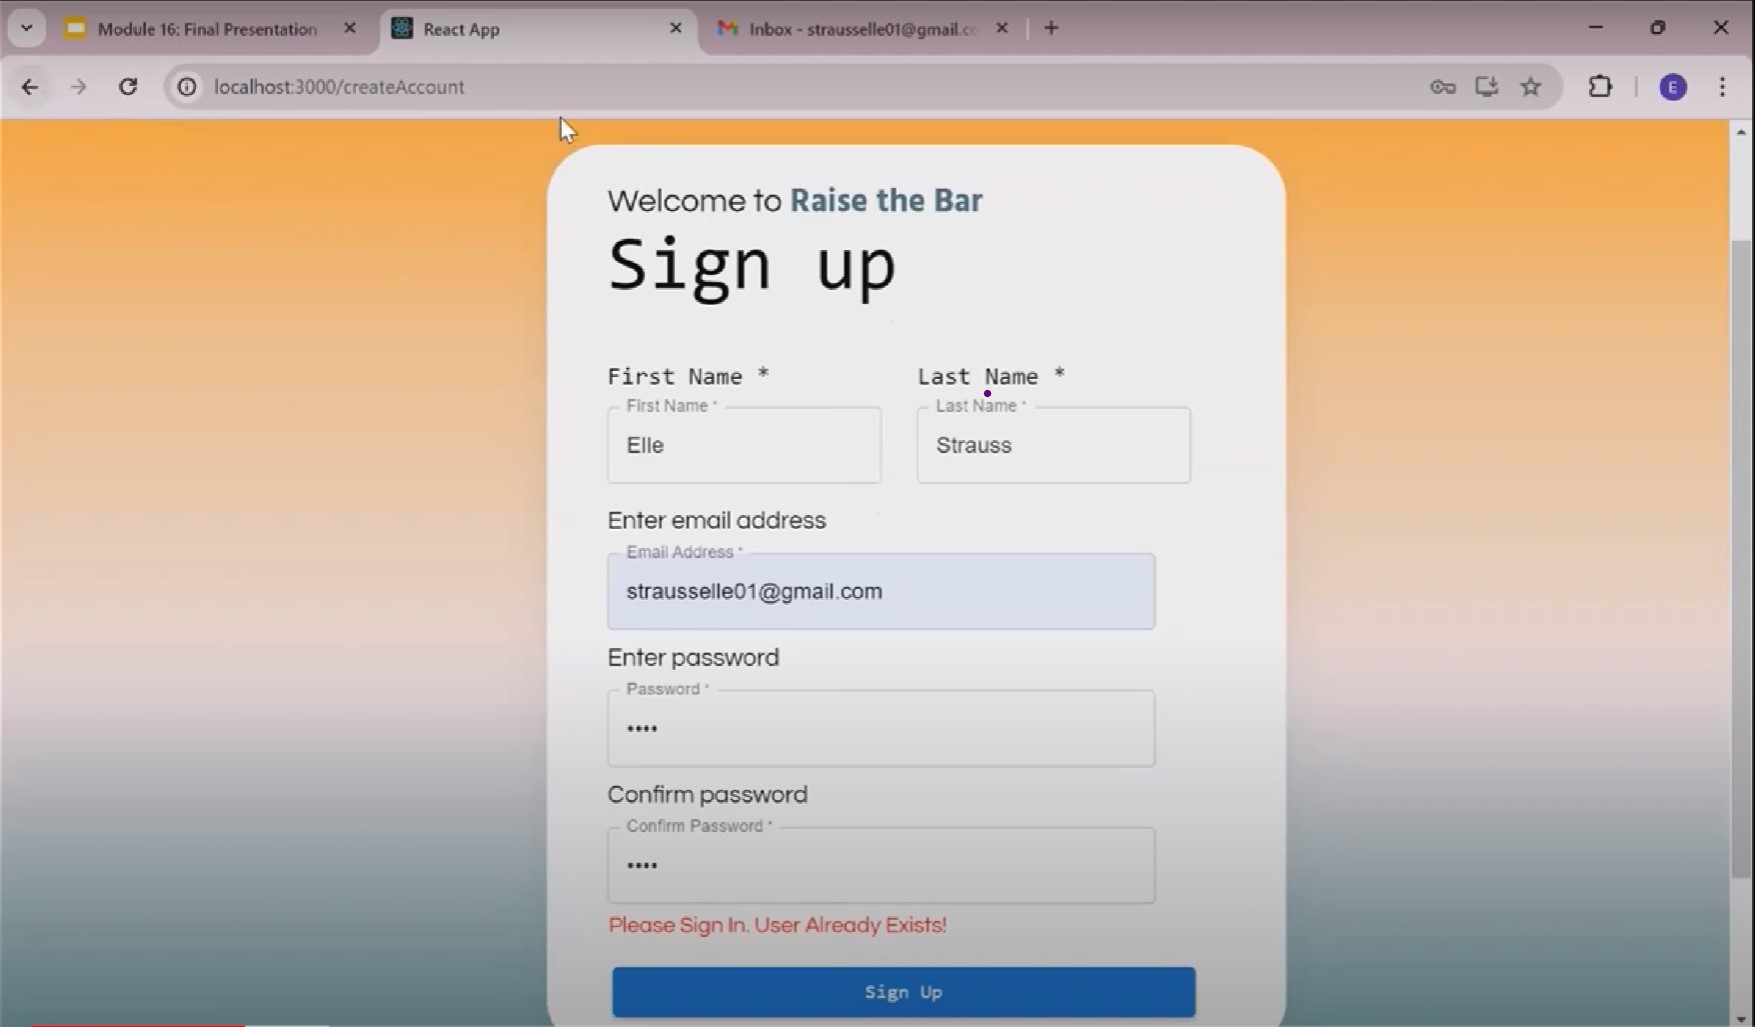 Module 16: Final Presentation
React App
Inbox - strausselle01@gmail.co
localhost:3000/createAccount
E
Welcome to Raise the Bar
Sign up
First Name * Last Name *
First Name * Last Name *
Elle Strauss
Enter email address
Email Address *
strausselle01@gmail.com
Enter password
Password *
••••
Confirm password
Confirm Password *
••••
Please Sign In. User Already Exists!
Sign Up